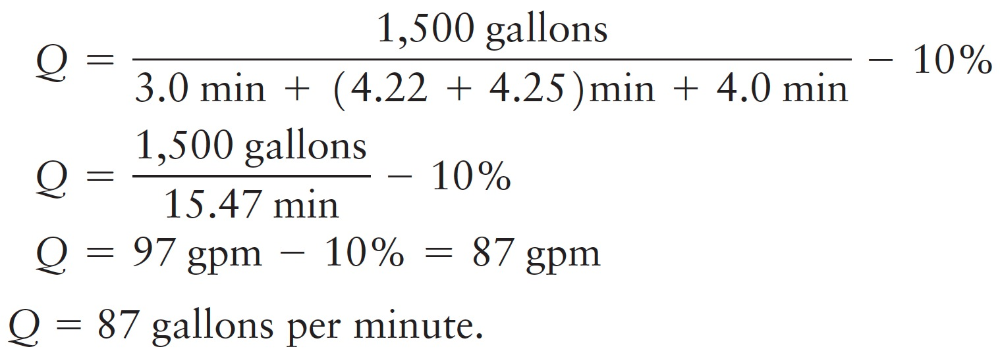 Q = 1,500 gallons / 3.0 min + (4.22 + 4.25)min + 4.0 min − 10%
Q = 1,500 gallons / 15.47 min − 10%
Q = 97 gpm − 10% = 87 gpm
Q = 87 gallons per minute.